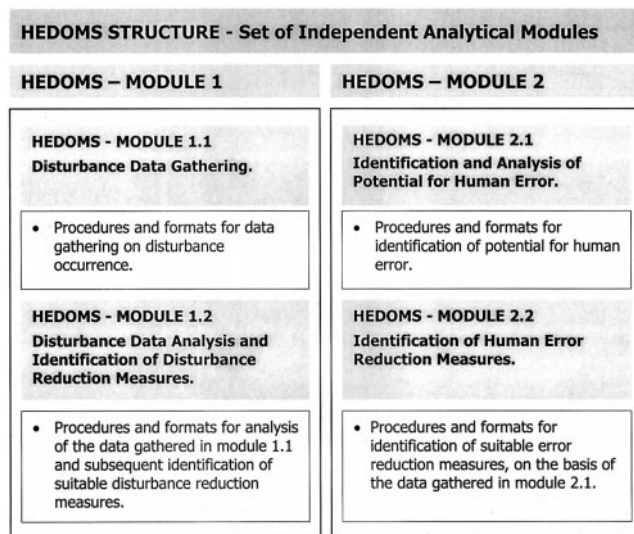 HEDOMS STRUCTURE - Set of Independent Analytical Modules
HEDOMS – MODULE 1
HEDOMS - MODULE 1.1
Disturbance Data Gathering.
• Procedures and formats for data
gathering on disturbance
occurrence.
HEDOMS - MODULE 1.2
Disturbance Data Analysis and
Identification of Disturbance
Reduction Measures.
• Procedures and formats for analysis
of the data gathered in module 1.1
and subsequent identification of
suitable disturbance reduction
measures.
HEDOMS – MODULE 2
HEDOMS - MODULE 2.1
Identification and Analysis of
Potential for Human Error.
• Procedures and formats for
identification of potential for human
error.
HEDOMS - MODULE 2.2
Identification of Human Error
Reduction Measures.
• Procedures and formats for
identification of suitable error
reduction measures, on the basis of
the data gathered in module 2.1.